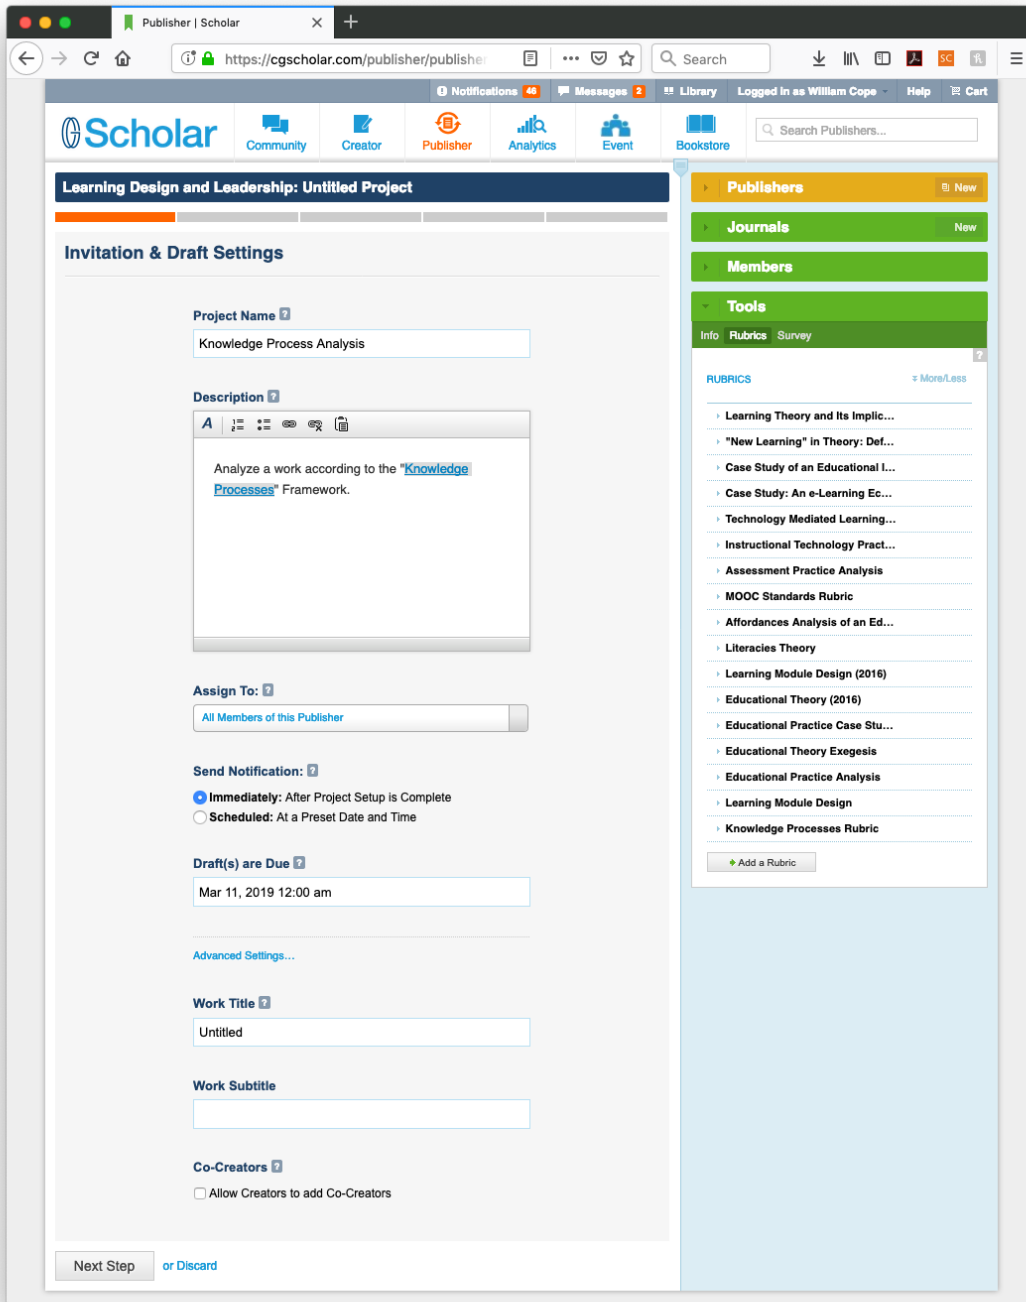 Publisher | Scholar
https://cgscholar.com/publisher/publisher
Search
Notifications 46
Messages 2
Library
Logged in as William Cope
Help
Cart
Scholar
Community
Creator
Publisher
Analytics
Event
Bookstore
Search Publishers...
Learning Design and Leadership: Untitled Project
Invitation & Draft Settings
Project Name ?
Knowledge Process Analysis
Description ?
A
Analyze a work according to the "Knowledge
Processes" Framework.
Assign To: ?
All Members of this Publisher
Send Notification: ?
Immediately: After Project Setup is Complete
Scheduled: At a Preset Date and Time
Draft(s) are Due ?
Mar 11, 2019 12:00 am
Advanced Settings...
Work Title ?
Untitled
Work Subtitle
Co-Creators ?
Allow Creators to add Co-Creators
Next Step
or Discard
Publishers
New
Journals
New
Members
Tools
Info
Rubrics
Survey
?
RUBRICS
More/Less
Learning Theory and Its Implic...
"New Learning" in Theory: Def...
Case Study of an Educational I...
Case Study: An e-Learning Ec...
Technology Mediated Learning...
Instructional Technology Pract...
Assessment Practice Analysis
MOOC Standards Rubric
Affordances Analysis of an Ed...
Literacies Theory
Learning Module Design (2016)
Educational Theory (2016)
Educational Practice Case Stu...
Educational Theory Exegesis
Educational Practice Analysis
Learning Module Design
Knowledge Processes Rubric
Add a Rubric